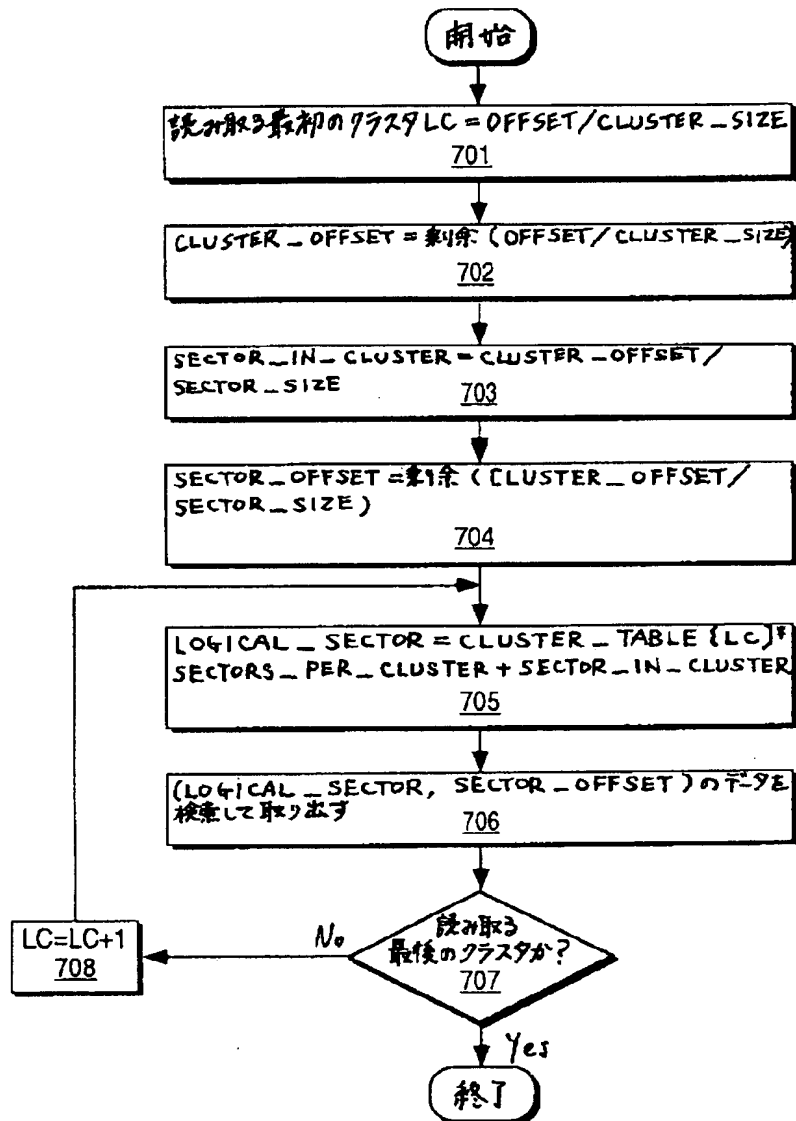 開始
読み取る最初のクラスタLC=OFFSET/CLUSTER_SIZE
701
CLUSTER_OFFSET=剰余(OFFSET/CLUSTER_SIZE)
702
SECTOR_IN_CLUSTER=CLUSTER_OFFSET/
SECTOR_SIZE
703
SECTOR_OFFSET=剰余(CLUSTER_OFFSET/
SECTOR_SIZE)
704
LOGICAL_SECTOR=CLUSTER_TABLE{LC}*
SECTORS_PER_CLUSTER+SECTOR_IN_CLUSTER
705
(LOGICAL_SECTOR, SECTOR_OFFSET)のデータを
検索して取り出す
706
読み取る
最後のクラスタか?
707
No
LC=LC+1
708
Yes
終了